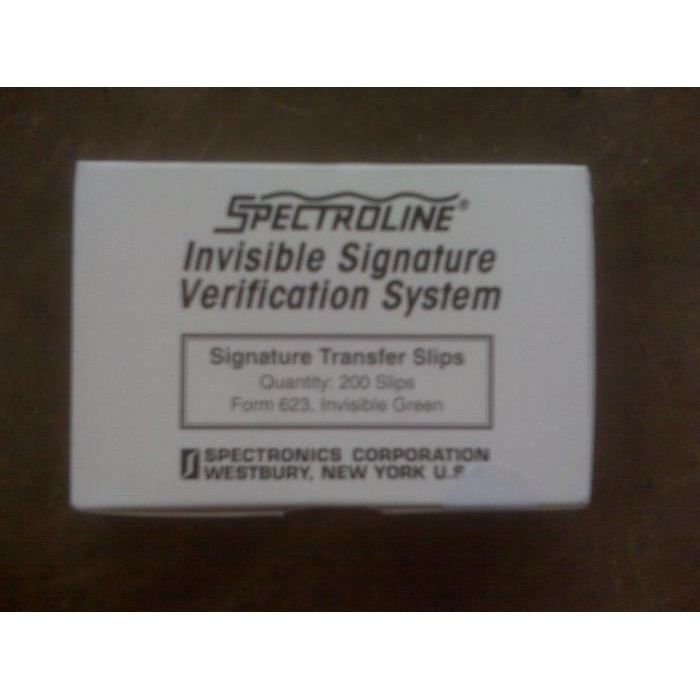 SPECTROLINE®
Invisible Signature
Verification System
Signature Transfer Slips
Quantity: 200 Slips
Form 623, Invisible Green
SPECTRONICS CORPORATION
WESTBURY, NEW YORK U.S.